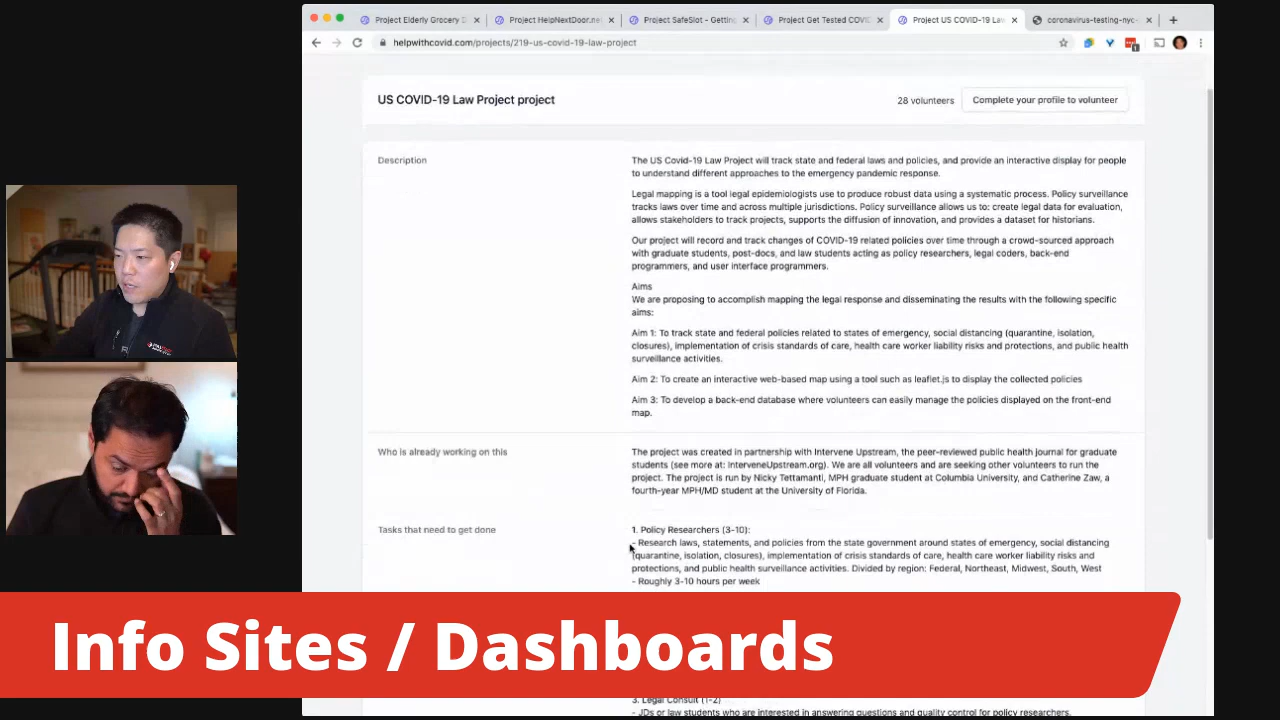 Project Elderly Grocery D
Project HelpNextDoor.ne
Project SafeSlot - Gettin
Project Get Tested COVI
Project US COVID-19 Law
coronavirus-testing-nyc-
helpwithcovid.com/projects/219-us-covid-19-law-project
US COVID-19 Law Project project
28 volunteers
Complete your profile to volunteer
Description
The US Covid-19 Law Project will track state and federal laws and policies, and provide an interactive display for people
to understand different approaches to the emergency pandemic response.
Legal mapping is a tool legal epidemiologists use to produce robust data using a systematic process. Policy surveillance
tracks laws over time and across multiple jurisdictions. Policy surveillance allows us to: create legal data for evaluation,
allows stakeholders to track projects, supports the diffusion of innovation, and provides a dataset for historians.
Our project will record and track changes of COVID-19 related policies over time through a crowd-sourced approach
with graduate students, post-docs, and law students acting as policy researchers, legal coders, back-end
programmers, and user interface programmers.
Aims
We are proposing to accomplish mapping the legal response and disseminating the results with the following specific
aims:
Aim 1: To track state and federal policies related to states of emergency, social distancing (quarantine, isolation,
closures), implementation of crisis standards of care, health care worker liability risks and protections, and public health
surveillance activities.
Aim 2: To create an interactive web-based map using a tool such as leaflet.js to display the collected policies
Aim 3: To develop a back-end database where volunteers can easily manage the policies displayed on the front-end
map.
Who is already working on this
The project was created in partnership with Intervene Upstream, the peer-reviewed public health journal for graduate
students (see more at: InterveneUpstream.org). We are all volunteers and are seeking other volunteers to run the
project. The project is run by Nicky Tettamanti, MPH graduate student at Columbia University, and Catherine Zaw, a
fourth-year MPH/MD student at the University of Florida.
Tasks that need to get done
1. Policy Researchers (3-10):
- Research laws, statements, and policies from the state government around states of emergency, social distancing
(quarantine, isolation, closures), implementation of crisis standards of care, health care worker liability risks and
protections, and public health surveillance activities. Divided by region: Federal, Northeast, Midwest, South, West
- Roughly 3-10 hours per week
Info Sites / Dashboards
3. Legal Consult (1-2)
- JDs or law students who are interested in answering questions and quality control for policy researchers.